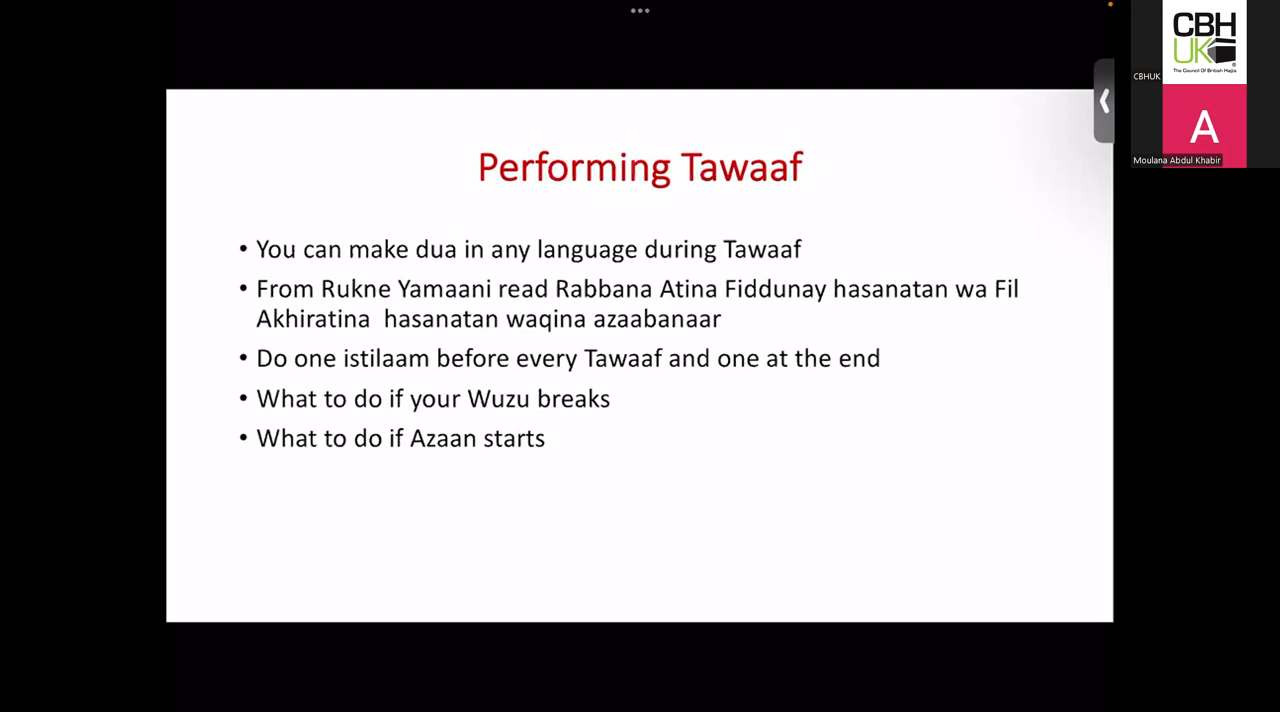 Performing Tawaaf
• You can make dua in any language during Tawaaf
• From Rukne Yamaani read Rabbana Atina Fiddunay hasanatan wa Fil
Akhiratina hasanatan waqina azaabanaar
• Do one istilaam before every Tawaaf and one at the end
• What to do if your Wuzu breaks
• What to do if Azaan starts
CBH
UK
The Council Of British Hajjis
CBHUK
A
Moulana Abdul Khabir